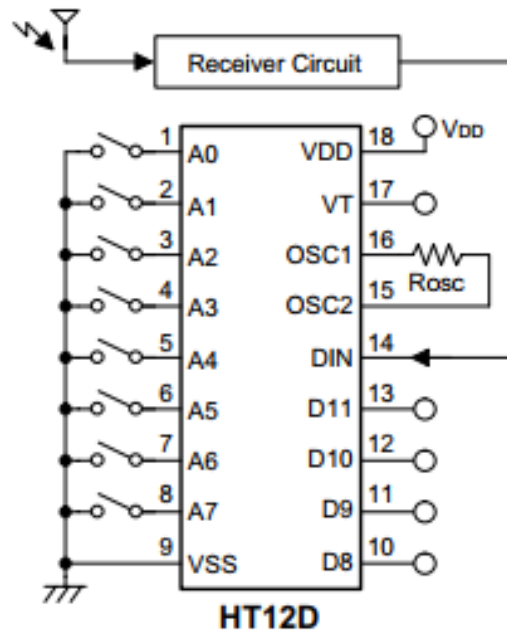 Receiver Circuit
1 A0 VDD 18 VDD
2 A1 VT 17
3 A2 OSC1 16
Rosc
4 A3 OSC2 15
5 A4 DIN 14
6 A5 D11 13
7 A6 D10 12
8 A7 D9 11
9 VSS D8 10
HT12D